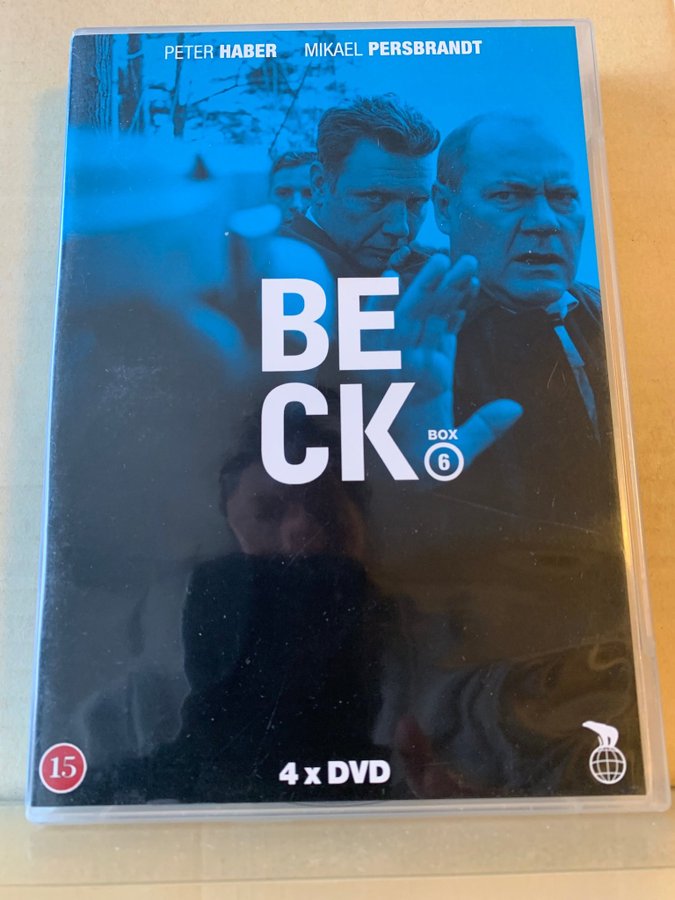 PETER HABER MIKAEL PERSBRANDT
BE
CK
BOX
6
15
4 x DVD